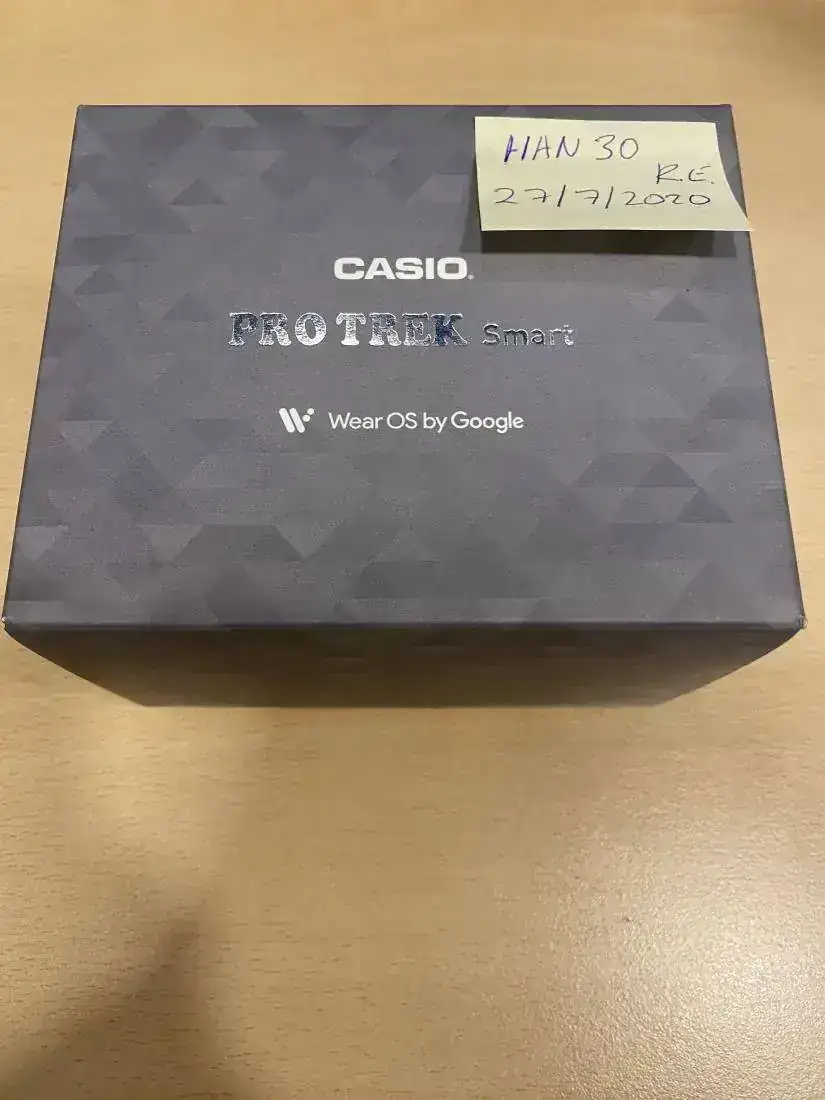 HAN 30
R.E.
27/7/2020
CASIO.
PRO TREK Smart
Wear OS by Google